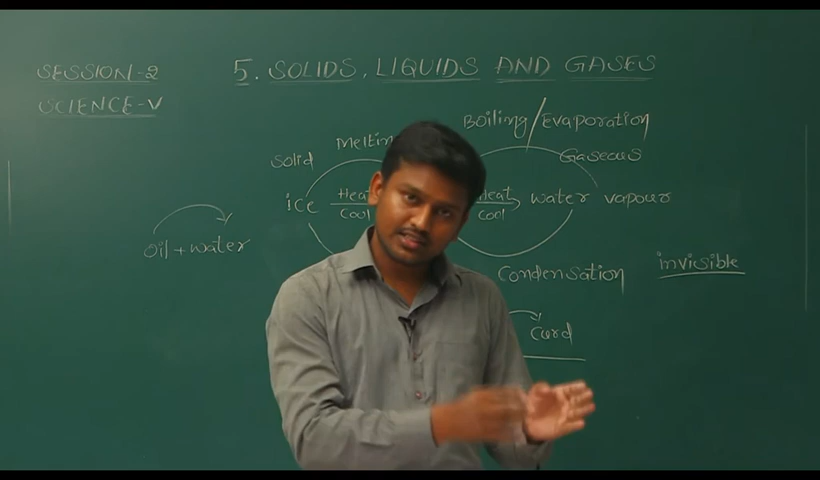 SESSION-2
SCIENCE-V
5. SOLIDS, LIQUIDS AND GASES
Boiling/Evaporation
Melting
Solid
Gaseous
ice Heat
Cool
Heat water vapour
Cool
oil + water
Condensation
invisible
Curd